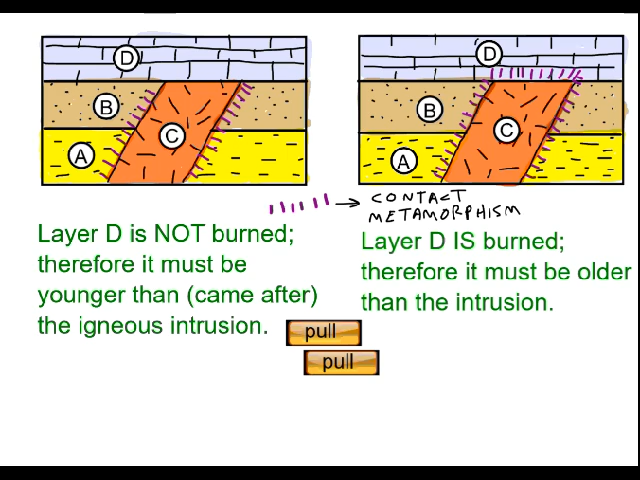 D
B
C
A
D
B
C
A
CONTACT
METAMORPHISM
Layer D is NOT burned;
therefore it must be
younger than (came after)
the igneous intrusion.
Layer D IS burned;
therefore it must be older
than the intrusion.
pull
pull